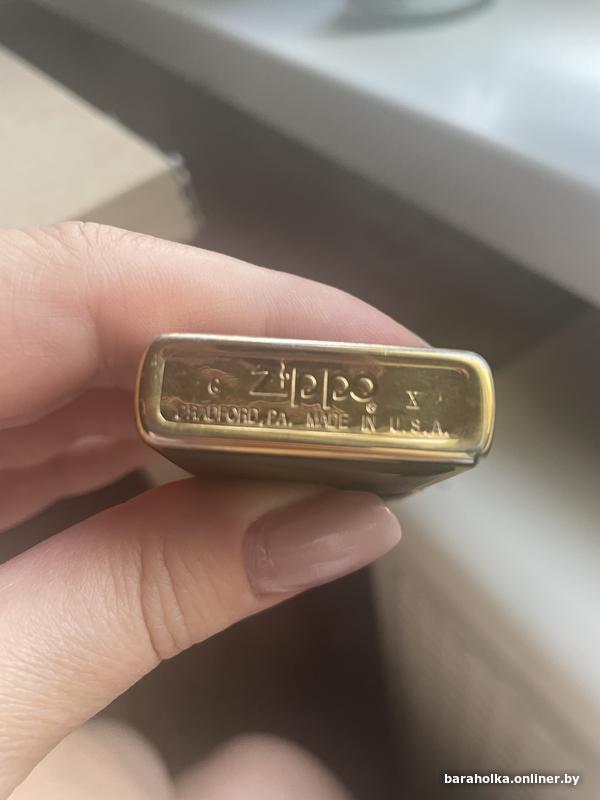 G Zippo® X
BRADFORD, PA. MADE IN U.S.A.
baraholka.onliner.by